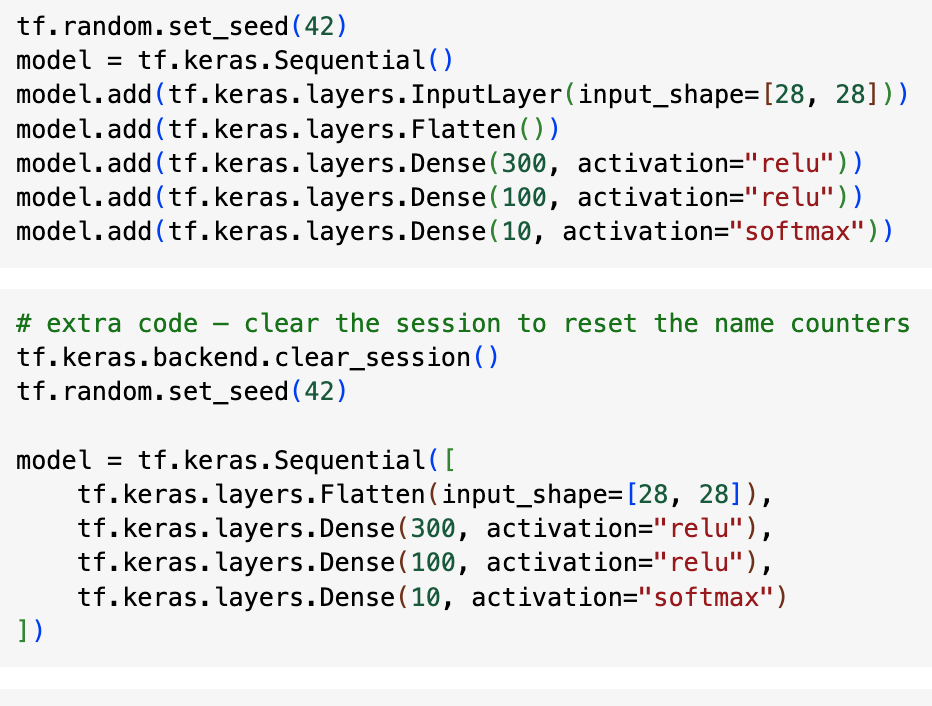 tf.random.set_seed(42)
model = tf.keras.Sequential()
model.add(tf.keras.layers.InputLayer(input_shape=[28, 28]))
model.add(tf.keras.layers.Flatten())
model.add(tf.keras.layers.Dense(300, activation="relu"))
model.add(tf.keras.layers.Dense(100, activation="relu"))
model.add(tf.keras.layers.Dense(10, activation="softmax"))
# extra code – clear the session to reset the name counters
tf.keras.backend.clear_session()
tf.random.set_seed(42)
model = tf.keras.Sequential([
    tf.keras.layers.Flatten(input_shape=[28, 28]),
    tf.keras.layers.Dense(300, activation="relu"),
    tf.keras.layers.Dense(100, activation="relu"),
    tf.keras.layers.Dense(10, activation="softmax")
])